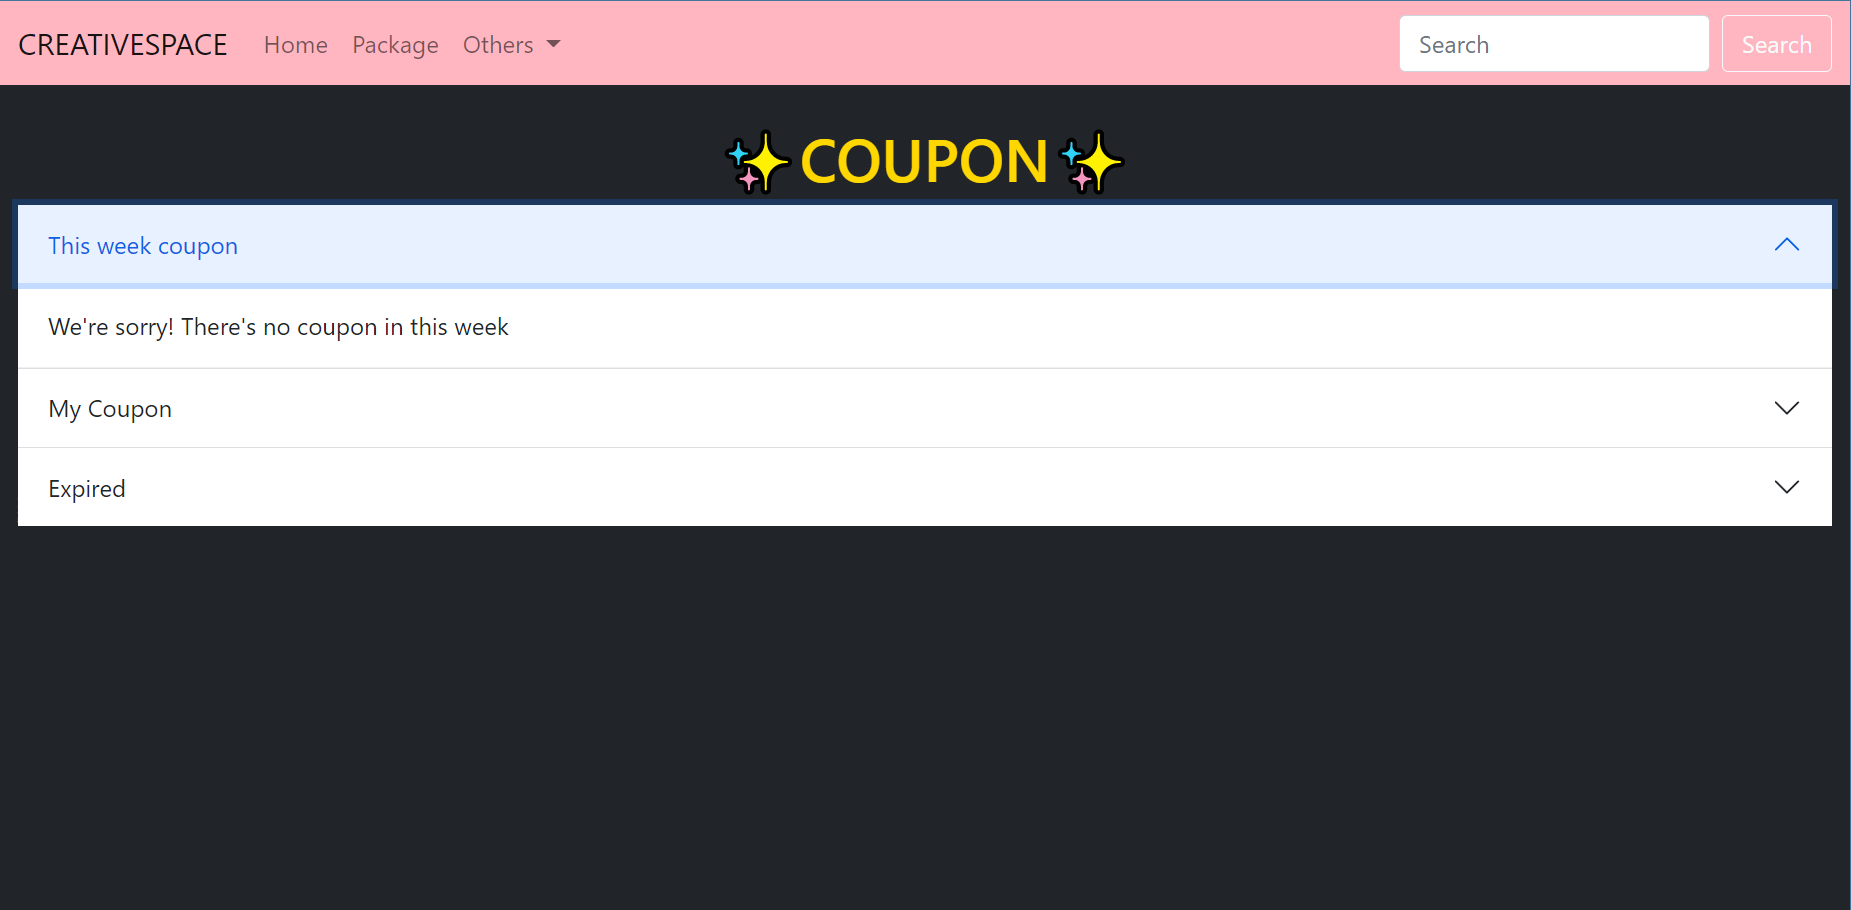 CREATIVESPACE Home Package Others Search Search
✨COUPON✨
This week coupon
We're sorry! There's no coupon in this week
My Coupon
Expired